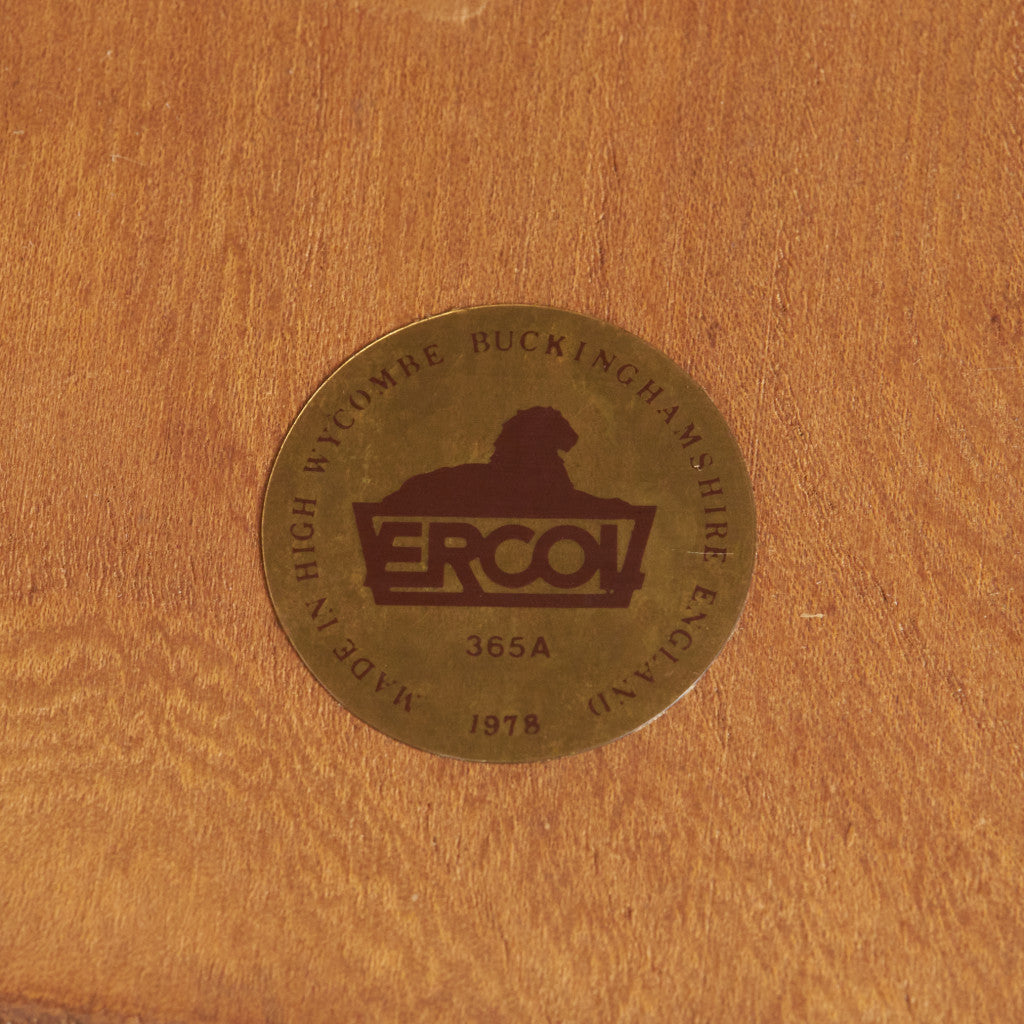 MADE IN HIGH WYCOMBE BUCKINGHAMSHIRE ENGLAND
ERCOL
365A
1978